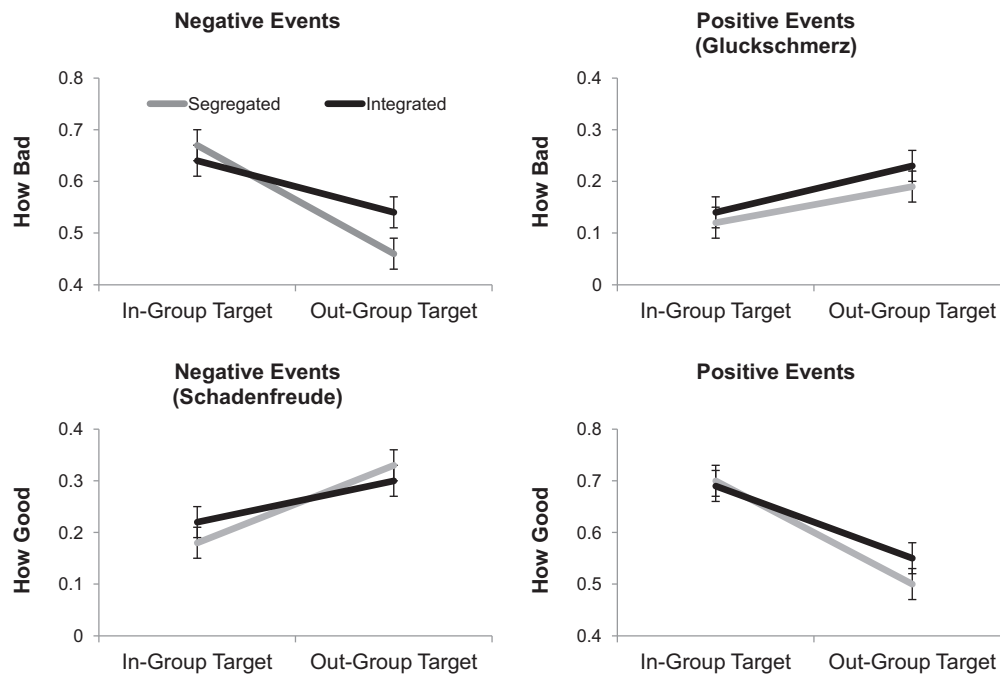 Negative Events
0.8
0.7
0.6
0.5
0.4
How Bad
Segregated
Integrated
In-Group Target
Out-Group Target
Positive Events
(Gluckschmerz)
0.4
0.3
0.2
0.1
0
How Bad
In-Group Target
Out-Group Target
Negative Events
(Schadenfreude)
0.4
0.3
0.2
0.1
0
How Good
In-Group Target
Out-Group Target
Positive Events
0.8
0.7
0.6
0.5
0.4
How Good
In-Group Target
Out-Group Target